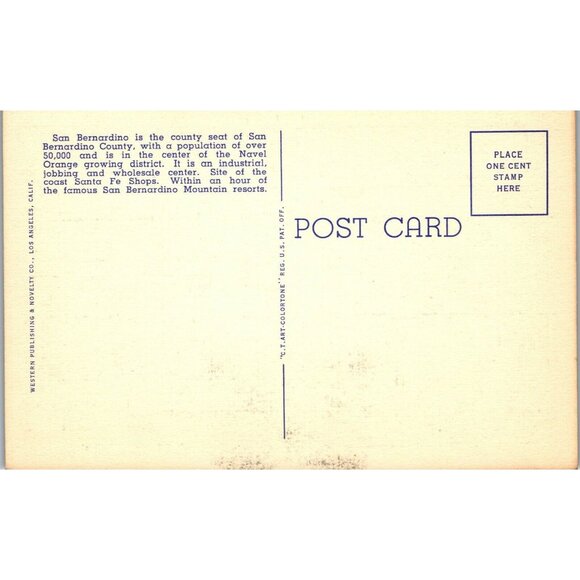 San Bernardino is the county seat of San
Bernardino County, with a population of over
50,000 and is in the center of the Navel
Orange growing district. It is an industrial,
jobbing and wholesale center. Site of the
coast Santa Fe Shops. Within an hour of
the famous San Bernardino Mountain resorts.
WESTERN PUBLISHING & NOVELTY CO., LOS ANGELES, CALIF.
"C.T. ART-COLORTONE" REG. U.S. PAT. OFF.
POST CARD
PLACE
ONE CENT
STAMP
HERE